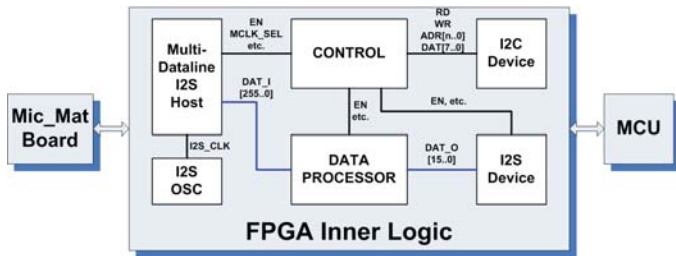 EN
MCLK_SEL
etc.
RD
WR
ADR[n..0]
DAT[7..0]
Multi-
Dataline
I2S
Host
CONTROL
I2C
Device
DAT_I
[255..0]
Mic_Mat
Board
EN
etc.
EN, etc.
MCU
I2S_CLK
I2S
OSC
DATA
PROCESSOR
DAT_O
[15..0]
I2S
Device
FPGA Inner Logic